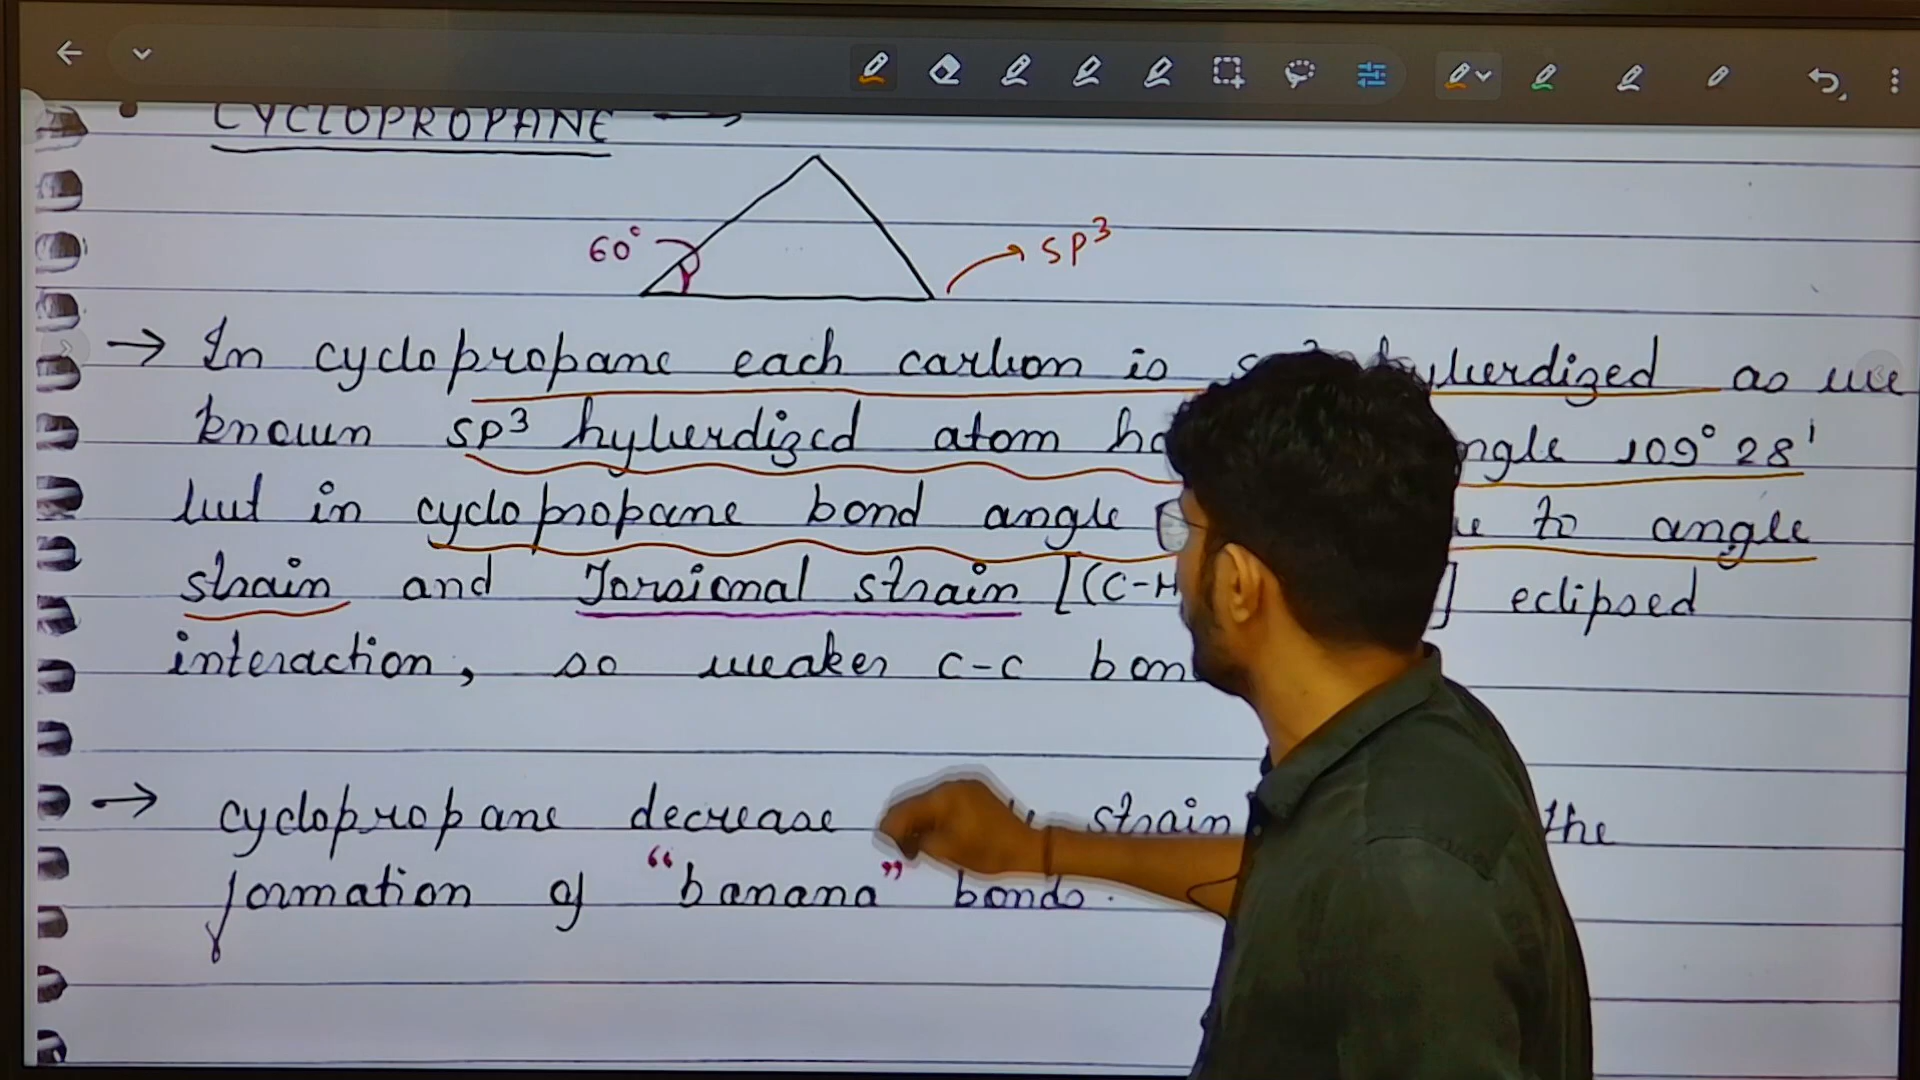 CYCLOPROPANE →
60°
sp³
→ In cyclopropane each carbon is hyberdized as we
known sp³ hyberdized atom 109° 28'
but in cyclopropane bond angle to angle
strain and Torsional strain [(C-H ] eclipsed
interaction, so weaker C-C
→ cyclopropane decrease strain the
formation of "banana" bonds.